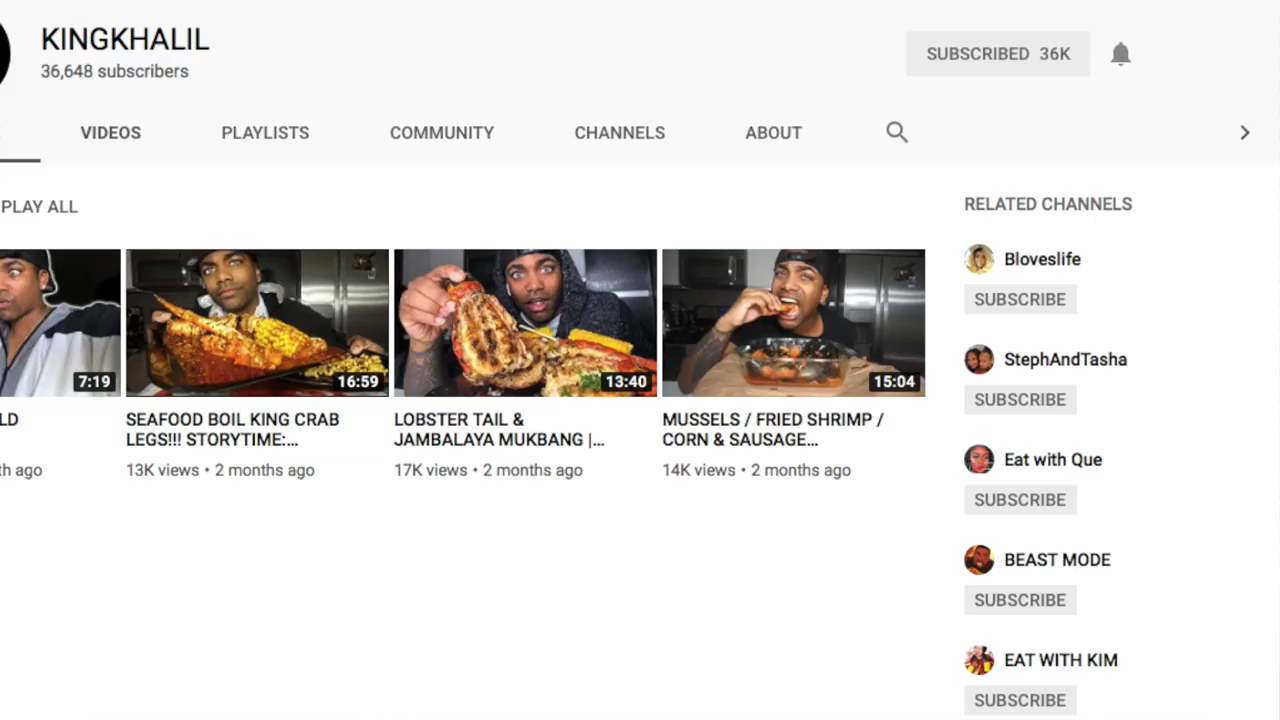 KINGKHALIL
36,648 subscribers
SUBSCRIBED 36K
VIDEOS PLAYLISTS COMMUNITY CHANNELS ABOUT
PLAY ALL
7:19
16:59
13:40
15:04
LD
th ago
SEAFOOD BOIL KING CRAB
LEGS!!! STORYTIME:...
13K views • 2 months ago
LOBSTER TAIL &
JAMBALAYA MUKBANG |...
17K views • 2 months ago
MUSSELS / FRIED SHRIMP /
CORN & SAUSAGE...
14K views • 2 months ago
RELATED CHANNELS
Bloveslife
SUBSCRIBE
StephAndTasha
SUBSCRIBE
Eat with Que
SUBSCRIBE
BEAST MODE
SUBSCRIBE
EAT WITH KIM
SUBSCRIBE